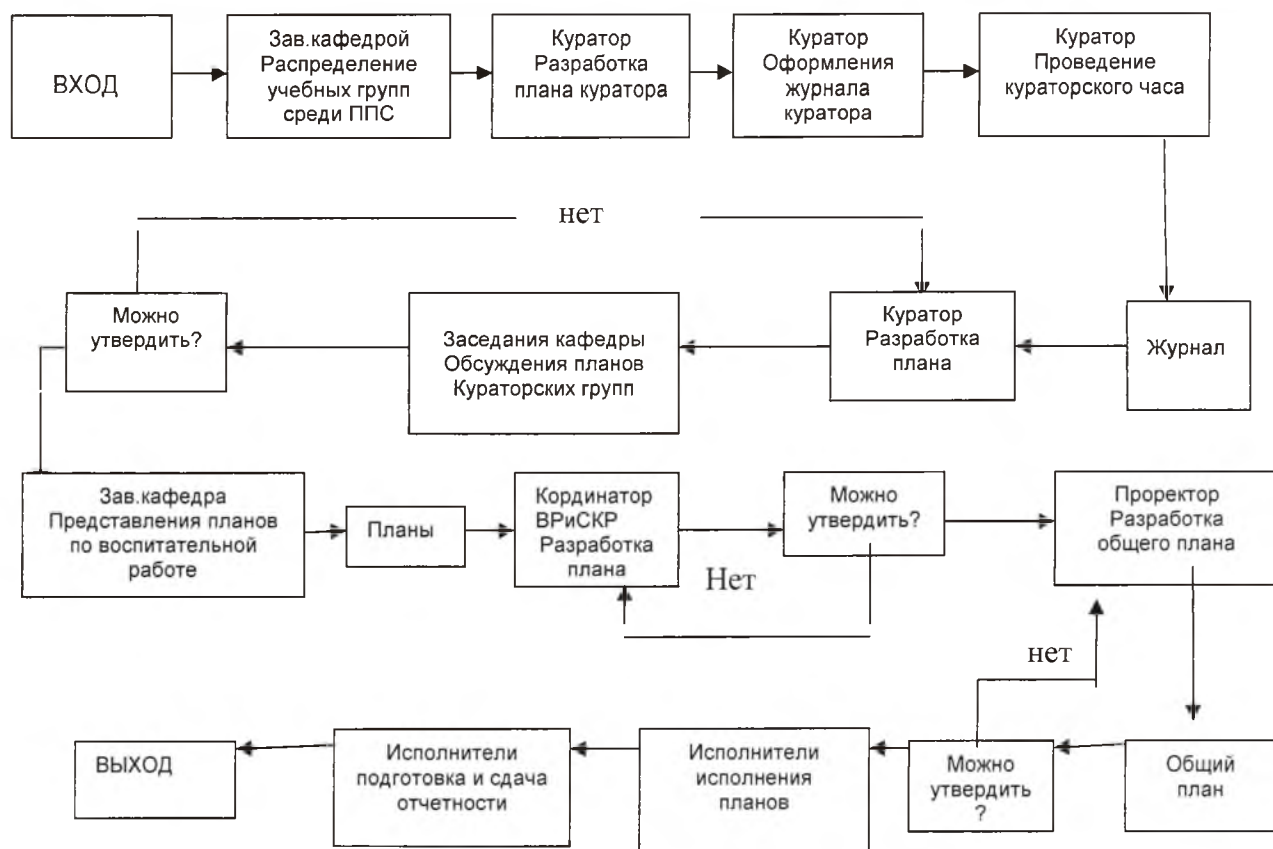 ВХОД
Зав.кафедрой
Распределение
учебных групп
среди ППС
Куратор
Разработка
плана куратора
Куратор
Оформления
журнала
куратора
Куратор
Проведение
кураторского часа
нет
Можно
утвердить?
Заседания кафедры
Обсуждения планов
Кураторских групп
Куратор
Разработка
плана
Журнал
Зав.кафедра
Представления планов
по воспитательной
работе
Планы
Кординатор
ВРиСКР
Разработка
плана
Можно
утвердить?
Проректор
Разработка
общего плана
Нет
нет
ВЫХОД
Исполнители
подготовка и сдача
отчетности
Исполнители
исполнения
планов
Можно
утвердить
?
Общий
план